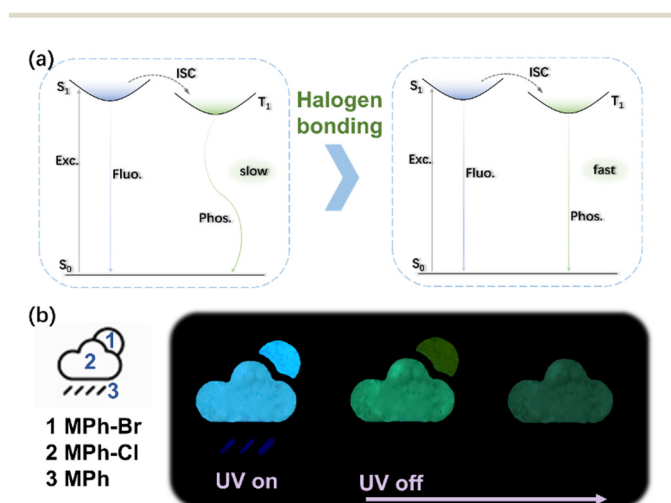 (a)
S1
ISC
T1
Exc.
Fluo.
slow
Phos.
S0
Halogen
bonding
S1
ISC
T1
Exc.
Fluo.
fast
Phos.
S0
(b)
1
2
3
1 MPh-Br
2 MPh-Cl
3 MPh
UV on
UV off